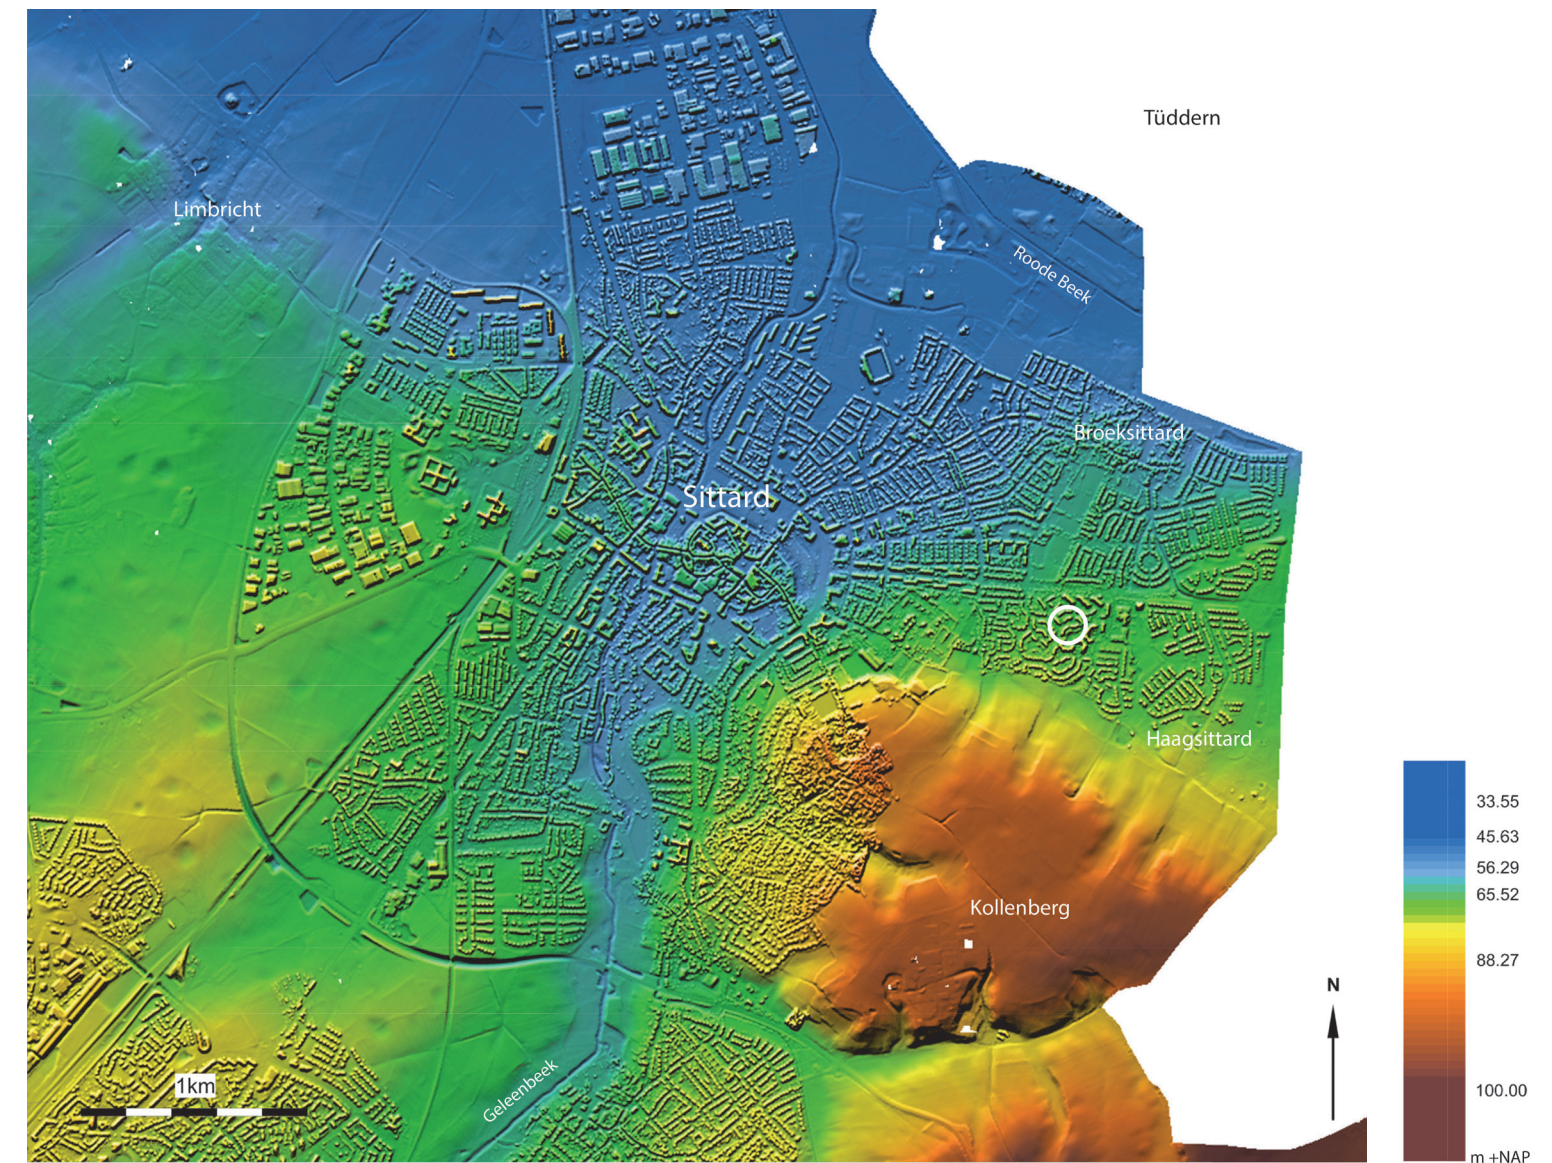 Tüddern
Limbricht
Roode Beek
Broeksittard
Sittard
Haagsittard
33.55
45.63
56.29
65.52
Kollenberg
88.27
N
1km
Geleenbeek
100.00
m +NAP